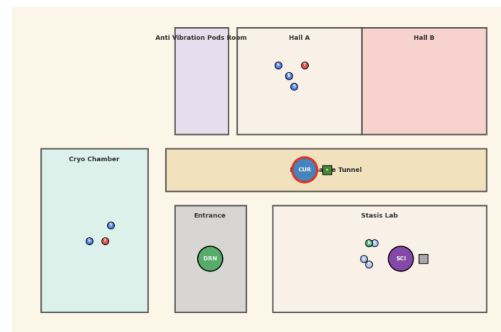 Anti Vibration Pods Room
Hall A
Hall B
Cryo Chamber
Tunnel
CUR
Entrance
DRN
Stasis Lab
SCI